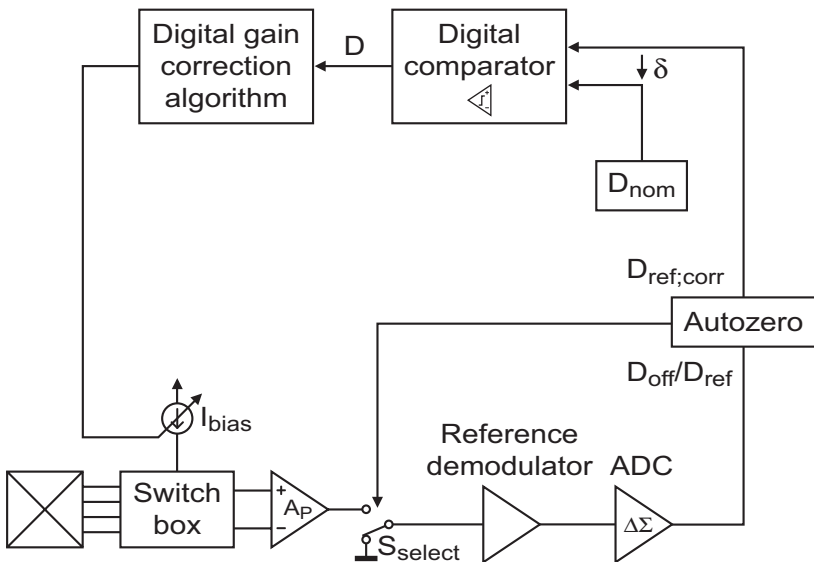 Digital gain
correction
algorithm
D
Digital
comparator
δ
D_nom
D_ref;corr
Autozero
D_off/D_ref
I_bias
Reference
demodulator
ADC
Switch
box
+
A_P
−
S_select
ΔΣ